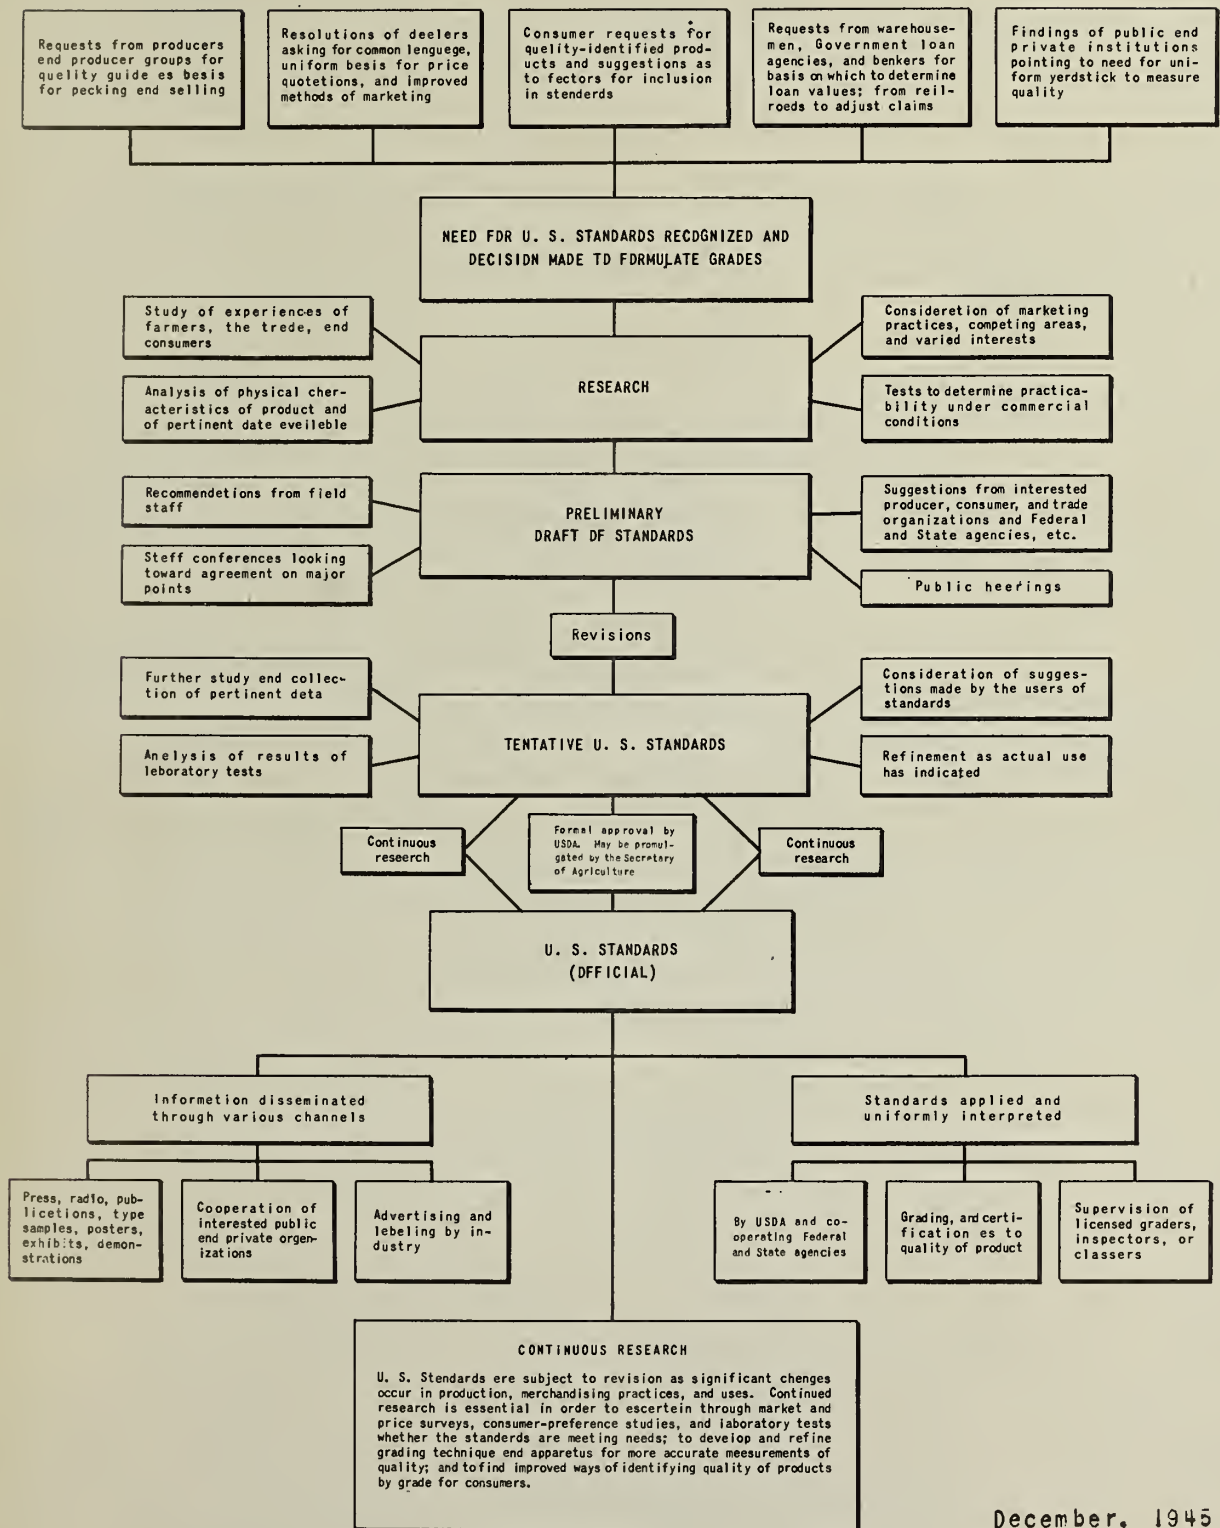 Requests from producers
end producer groups for
quelity guide es besis
for pecking end selling
Resolutions of deelers
asking for common lenguege,
uniform besis for price
quotetions, and improved
methods of marketing
Consumer requests for
quelity-identified prod-
ucts and suggestions as
to fectors for inclusion
in stenderds
Requests from warehouse-
men, Government loan
agencies, and benkers for
basis on which to determine
loan values; from reil-
roeds to adjust claims
Findings of public end
private institutions
pointing to need for uni-
form yerdstick to measure
quality
NEED FDR U. S. STANDARDS RECDGNIZED AND
DECISIDN MADE TD FDRMULATE GRADES
Study of experiences of
farmers, the trede, end
consumers
Consideretion of marketing
practices, competing areas,
and varied interests
RESEARCH
Analysis of physical cher-
acteristics of product and
of pertinent date eveileble
Tests to determine practica-
bility under commercial
conditions
Recommendetions from field
staff
PRELIMINARY
DRAFT DF STANDARDS
Suggestions from interested
producer, consumer, and trade
organizations and Federal
and State agencies, etc.
Steff conferences looking
toward agreement on major
points
Public heerings
Revisions
Further study end collec-
tion of pertinent deta
Consideration of sugges-
tions made by the users of
standards
TENTATIVE U. S. STANDARDS
Anelysis of results of
leboratory tests
Refinement as actual use
has indicated
Continuous
reseerch
Formel approval by
USDA. May be promul-
geted by the Secretary
of Agriculture
Continuous
research
U. S. STANDARDS
(DFFICIAL)
Informetion disseminated
through various channels
Standards applied and
uniformly interpreted
Press, radio, pub-
licetions, type
samples, posters,
exhibits, demon-
strations
Cooperation of
interested public
end private orgen-
izations
Advertising and
lebeling by in-
dustry
By USDA and co-
operating Federal
and State agencies
Grading, and certi-
fication es to
quality of product
Supervision of
licensed graders,
inspectors, or
classers
CONTINUOUS RESEARCH
U. S. Stenderds ere subject to revision as significant chenges
occur in production, merchandising practices, and uses. Continued
research is essential in order to escertein through market and
price surveys, consumer-preference studies, and laboratory tests
whether the standerds are meeting needs; to develop and refine
grading technique end apparetus for more accurate meesurements of
quality; and to find improved ways of identifying quality of products
by grade for consumers.
December, 1945